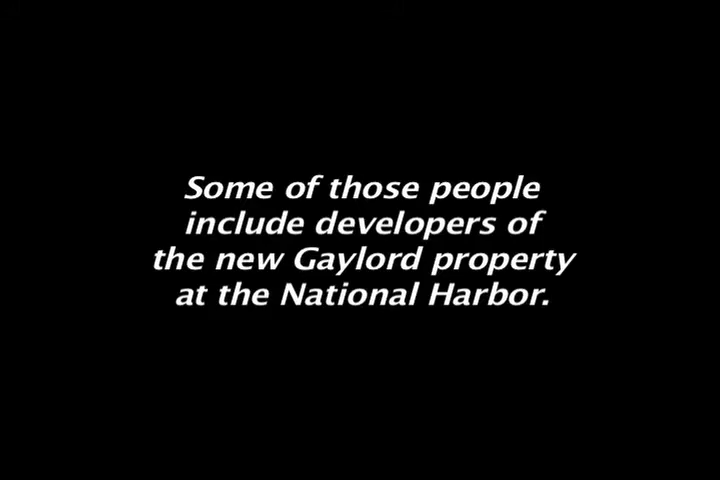 Some of those people
include developers of
the new Gaylord property
at the National Harbor.